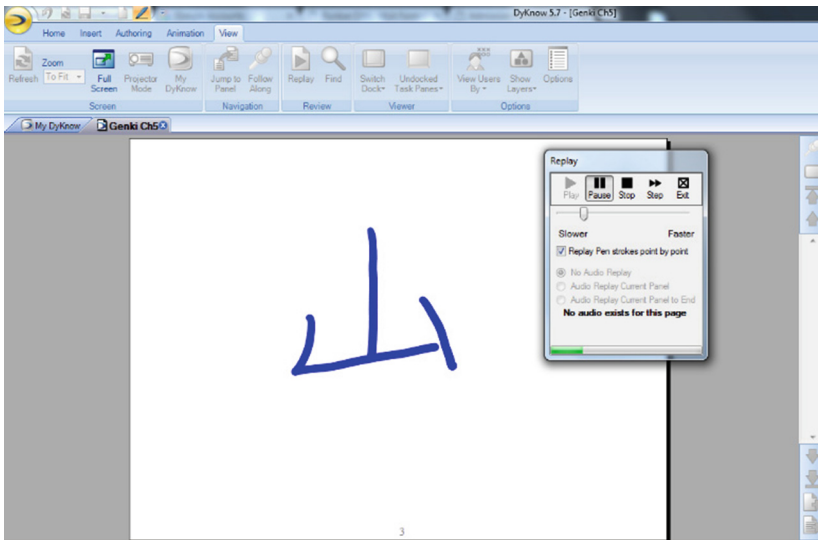 DyKnow 5.7 - [Genki Ch5]
Home Insert Authoring Animation View
Refresh Zoom To Fit Full Screen Projector Mode My DyKnow Jump to Panel Follow Along Replay Find Switch Dock Undocked Task Panes View Users By Show Layers Options
Screen Navigation Review Viewer Options
My DyKnow Genki Ch5
山
Replay
Play Pause Stop Step Exit
Slower Faster
Replay Pen strokes point by point
No Audio Replay
Audio Replay Current Panel
Audio Replay Current Panel to End
No audio exists for this page
3